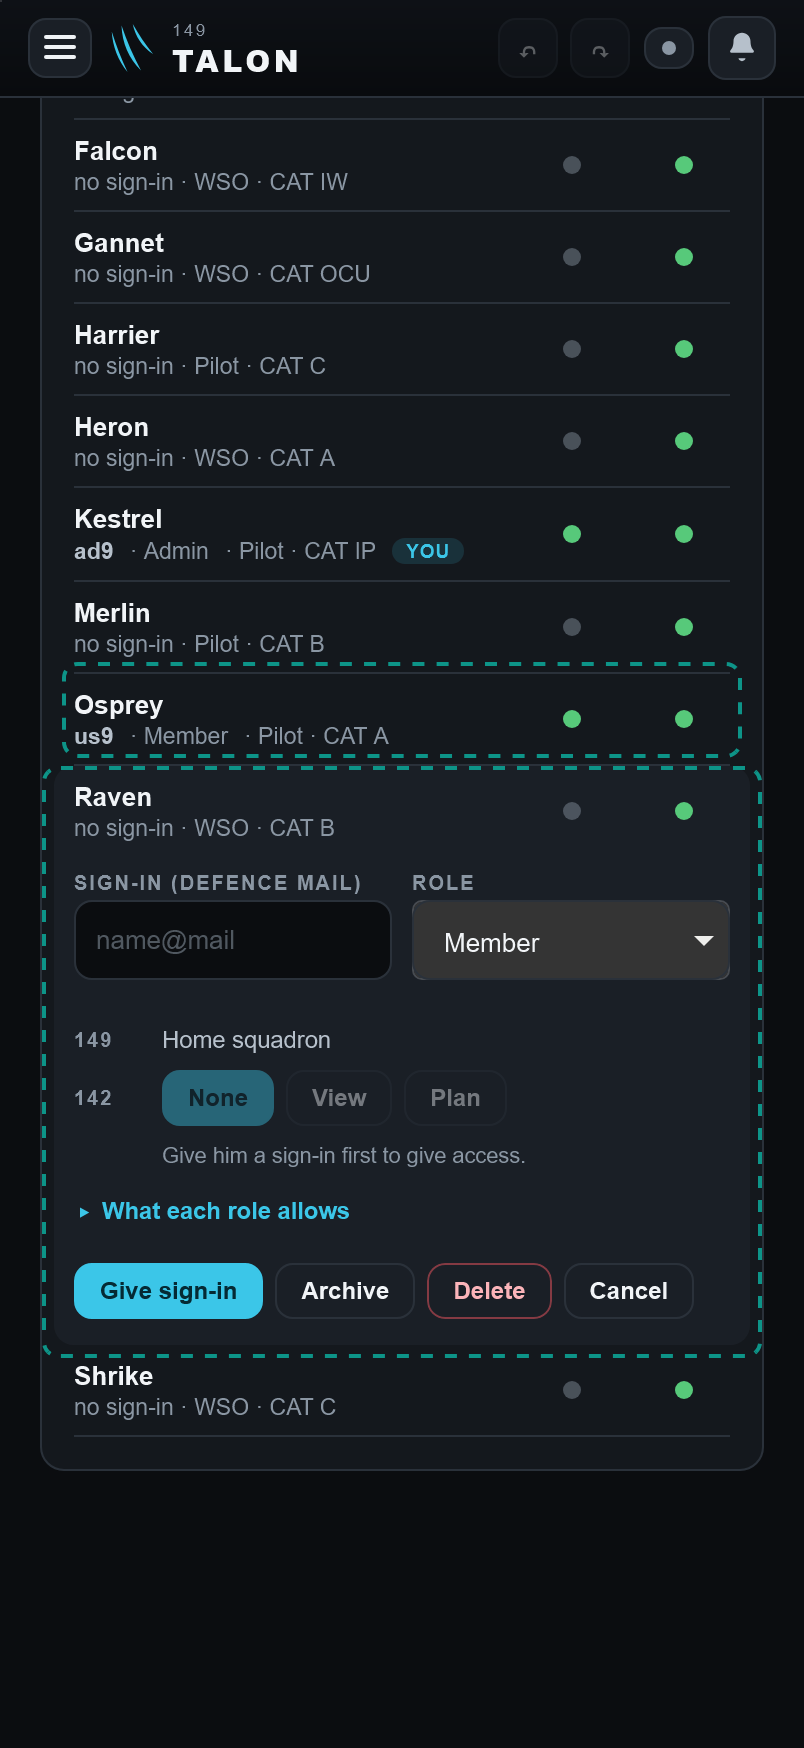 149
TALON
Falcon
no sign-in · WSO · CAT IW
Gannet
no sign-in · WSO · CAT OCU
Harrier
no sign-in · Pilot · CAT C
Heron
no sign-in · WSO · CAT A
Kestrel
ad9 · Admin · Pilot · CAT IP YOU
Merlin
no sign-in · Pilot · CAT B
Osprey
us9 · Member · Pilot · CAT A
Raven
no sign-in · WSO · CAT B
SIGN-IN (DEFENCE MAIL) ROLE
name@mail Member
149 Home squadron
142 None View Plan
Give him a sign-in first to give access.
What each role allows
Give sign-in Archive Delete Cancel
Shrike
no sign-in · WSO · CAT C